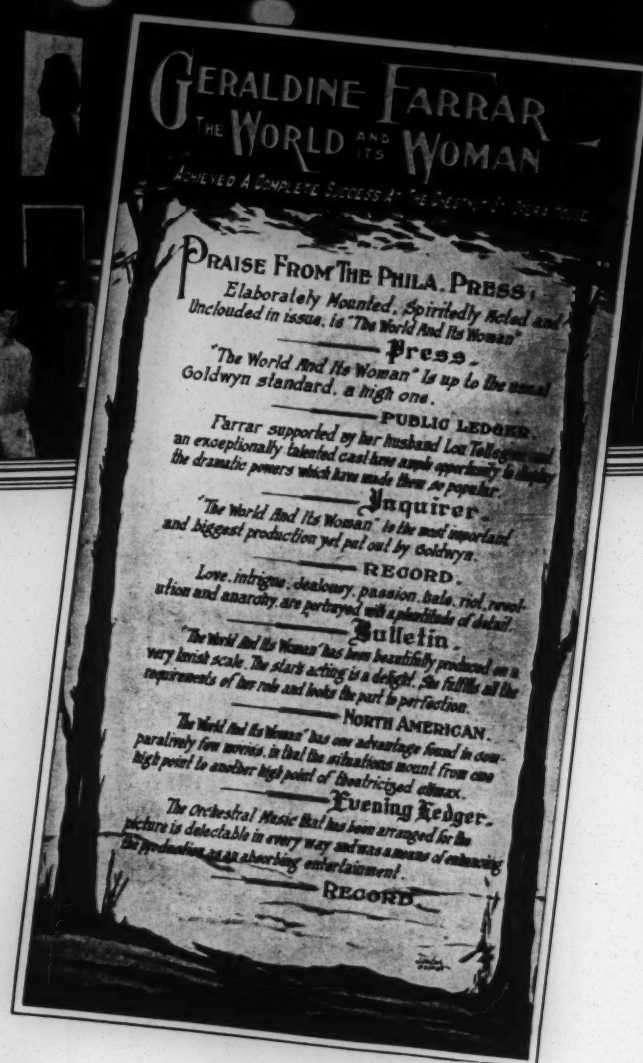 GERALDINE FARRAR
THE WORLD AND ITS WOMAN
ACHIEVED A COMPLETE SUCCESS AT THE CHESTNUT ST. OPERA HOUSE
PRAISE FROM THE PHILA. PRESS:
Elaborately Mounted, Spiritedly Acted and
Unclouded in issue, is "The World And Its Woman"
Press.
"The World And Its Woman" Is up to the usual
Goldwyn standard, a high one.
PUBLIC LEDGER.
Farrar supported by her husband Lou Tellegen and
an exceptionally talented cast have ample opportunity to display
the dramatic powers which have made them so popular.
Inquirer.
"The World And Its Woman" is the most important
and biggest production yet put out by Goldwyn.
RECORD.
Love, intrigue, jealousy, passion, hate, riot, revol-
ution and anarchy, are portrayed with a plentitude of detail.
Bulletin.
"The World And Its Woman" has been beautifully produced on a
very lavish scale. The stars acting is a delight. She fulfills all the
requirements of her role and looks the part to perfection.
NORTH AMERICAN.
"The World And Its Woman" has one advantage found in com-
paratively few movies, in that the situations mount from one
high point to another high point of theatricized climax.
Evening Ledger.
The Orchestral Music that has been arranged for the
picture is delectable in every way and was a means of enhancing
the production as an absorbing entertainment.
RECORD.